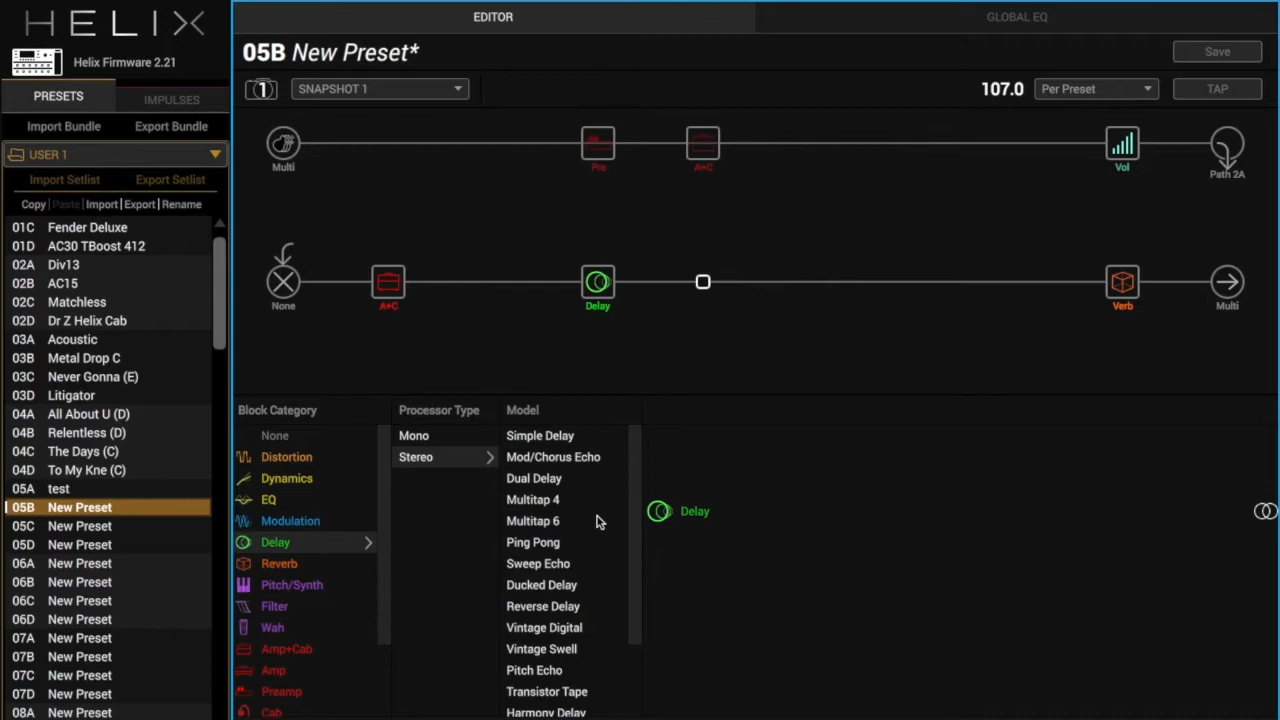 HELIX
Helix Firmware 2.21
PRESETS
IMPULSES
Import Bundle
Export Bundle
USER 1
Import Setlist
Export Setlist
Copy|Paste|Import|Export|Rename
01C Fender Deluxe
01D AC30 TBoost 412
02A Div13
02B AC15
02C Matchless
02D Dr Z Helix Cab
03A Acoustic
03B Metal Drop C
03C Never Gonna (E)
03D Litigator
04A All About U (D)
04B Relentless (D)
04C The Days (C)
04D To My Kne (C)
05A test
05B New Preset
05C New Preset
05D New Preset
06A New Preset
06B New Preset
06C New Preset
06D New Preset
07A New Preset
07B New Preset
07C New Preset
07D New Preset
08A New Preset
EDITOR
GLOBAL EQ
05B New Preset*
Save
1
SNAPSHOT 1
107.0
Per Preset
TAP
Multi
Pre
A+C
Vol
Path 2A
None
A+C
Delay
Verb
Multi
Block Category
None
Distortion
Dynamics
EQ
Modulation
Delay
Reverb
Pitch/Synth
Filter
Wah
Amp+Cab
Amp
Preamp
Cab
Processor Type
Mono
Stereo
Model
Simple Delay
Mod/Chorus Echo
Dual Delay
Multitap 4
Multitap 6
Ping Pong
Sweep Echo
Ducked Delay
Reverse Delay
Vintage Digital
Vintage Swell
Pitch Echo
Transistor Tape
Harmony Delay
Delay